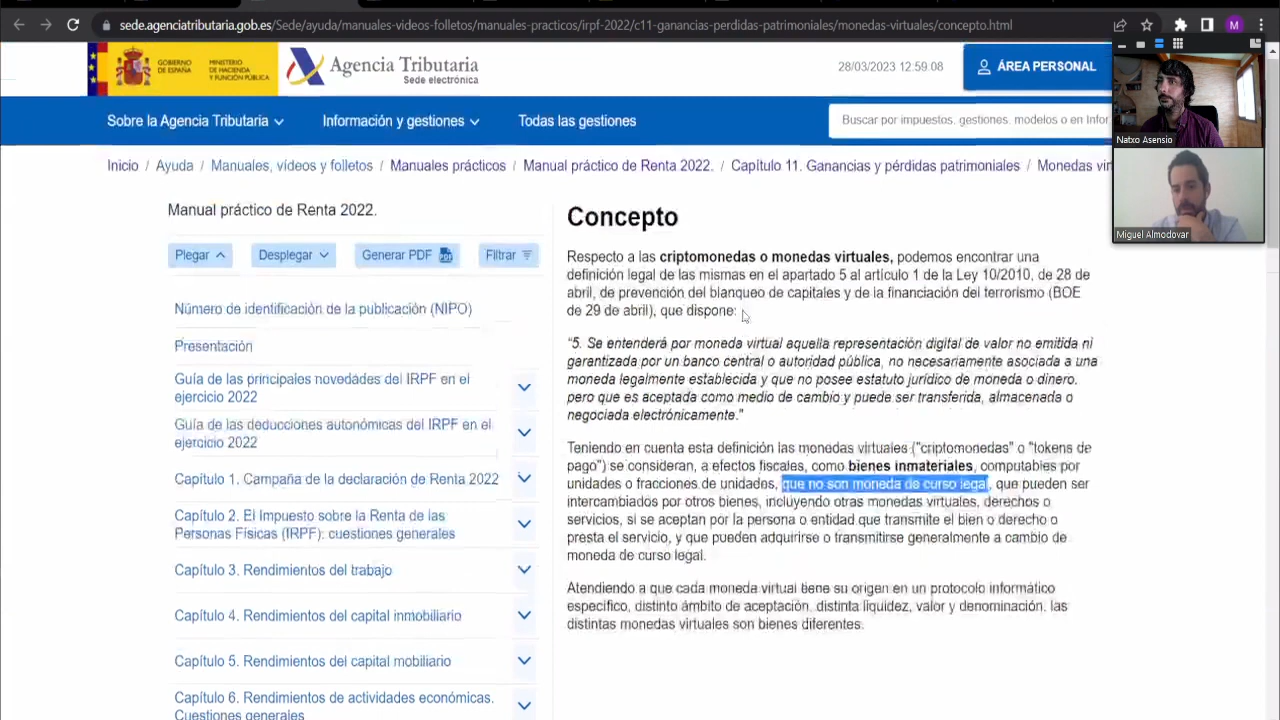 sede.agenciatributaria.gob.es/Sede/ayuda/manuales-videos-folletos/manuales-practicos/irpf-2022/c11-ganancias-perdidas-patrimoniales/monedas-virtuales/concepto.html
M
GOBIERNO
DE ESPAÑA
MINISTERIO
DE HACIENDA
Y FUNCIÓN PÚBLICA
Agencia Tributaria
Sede electrónica
28/03/2023 12:59:08
ÁREA PERSONAL
Natxo Asensio
Miguel Almodovar
Sobre la Agencia Tributaria
Información y gestiones
Todas las gestiones
Buscar por impuestos, gestiones, modelos o en Infor
Inicio / Ayuda / Manuales, vídeos y folletos / Manuales prácticos / Manual práctico de Renta 2022. / Capítulo 11. Ganancias y pérdidas patrimoniales / Monedas vir
Manual práctico de Renta 2022.
Plegar
Desplegar
Generar PDF
Filtrar
Número de identificación de la publicación (NIPO)
Presentación
Guía de las principales novedades del IRPF en el
ejercicio 2022
Guía de las deducciones autonómicas del IRPF en el
ejercicio 2022
Capítulo 1. Campaña de la declaración de Renta 2022
Capítulo 2. El Impuesto sobre la Renta de las
Personas Físicas (IRPF): cuestiones generales
Capítulo 3. Rendimientos del trabajo
Capítulo 4. Rendimientos del capital inmobiliario
Capítulo 5. Rendimientos del capital mobiliario
Capítulo 6. Rendimientos de actividades económicas.
Cuestiones generales
Concepto
Respecto a las criptomonedas o monedas virtuales, podemos encontrar una
definición legal de las mismas en el apartado 5 al artículo 1 de la Ley 10/2010, de 28 de
abril, de prevención del blanqueo de capitales y de la financiación del terrorismo (BOE
de 29 de abril), que dispone:
"5. Se entenderá por moneda virtual aquella representación digital de valor no emitida ni
garantizada por un banco central o autoridad pública, no necesariamente asociada a una
moneda legalmente establecida y que no posee estatuto jurídico de moneda o dinero,
pero que es aceptada como medio de cambio y puede ser transferida, almacenada o
negociada electrónicamente."
Teniendo en cuenta esta definición las monedas virtuales ("criptomonedas" o "tokens de
pago") se consideran, a efectos fiscales, como bienes inmateriales, computables por
unidades o fracciones de unidades, que no son moneda de curso legal, que pueden ser
intercambiados por otros bienes, incluyendo otras monedas virtuales, derechos o
servicios, si se aceptan por la persona o entidad que transmite el bien o derecho o
presta el servicio, y que pueden adquirirse o transmitirse generalmente a cambio de
moneda de curso legal.
Atendiendo a que cada moneda virtual tiene su origen en un protocolo informático
específico, distinto ámbito de aceptación, distinta liquidez, valor y denominación, las
distintas monedas virtuales son bienes diferentes.